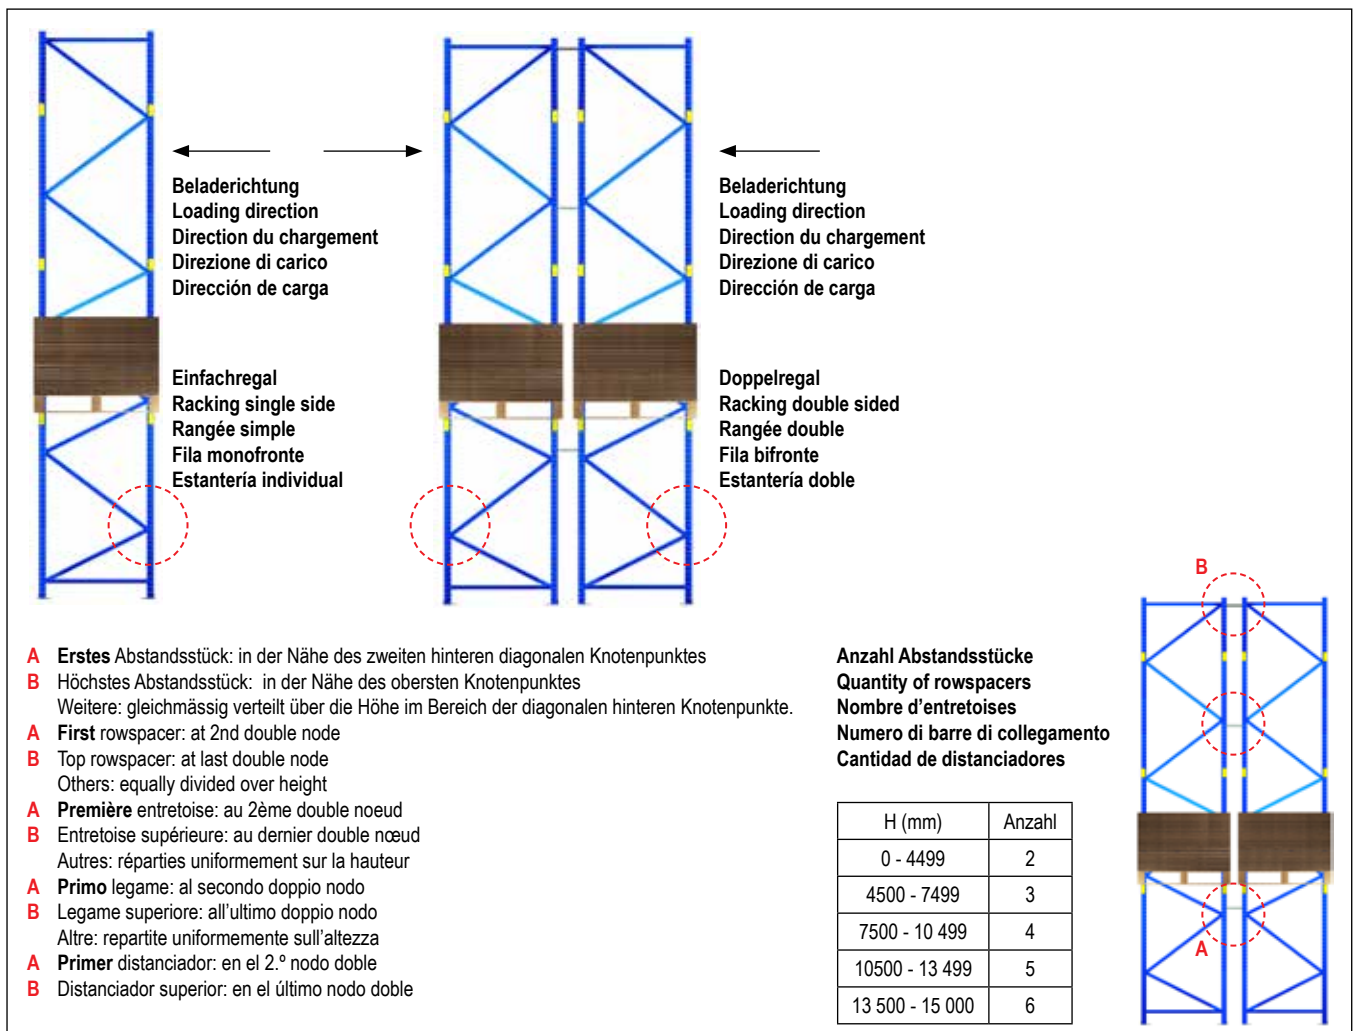 Beladerichtung
Loading direction
Direction du chargement
Direzione di carico
Dirección de carga
Beladerichtung
Loading direction
Direction du chargement
Direzione di carico
Dirección de carga
Einfachregal
Racking single side
Rangée simple
Fila monofronte
Estantería individual
Doppelregal
Racking double sided
Rangée double
Fila bifronte
Estantería doble
A Erstes Abstandsstück: in der Nähe des zweiten hinteren diagonalen Knotenpunktes
B Höchstes Abstandsstück: in der Nähe des obersten Knotenpunktes
Weitere: gleichmässig verteilt über die Höhe im Bereich der diagonalen hinteren Knotenpunkte.
A First rowspacer: at 2nd double node
B Top rowspacer: at last double node
Others: equally divided over height
A Première entretoise: au 2ème double noeud
B Entretoise supérieure: au dernier double nœud
Autres: réparties uniformement sur la hauteur
A Primo legame: al secondo doppio nodo
B Legame superiore: all'ultimo doppio nodo
Altre: repartite uniformemente sull'altezza
A Primer distanciador: en el 2.º nodo doble
B Distanciador superior: en el último nodo doble
Anzahl Abstandsstücke
Quantity of rowspacers
Nombre d'entretoises
Numero di barre di collegamento
Cantidad de distanciadores
H (mm) Anzahl
0 - 4499 2
4500 - 7499 3
7500 - 10 499 4
10500 - 13 499 5
13 500 - 15 000 6
B
A